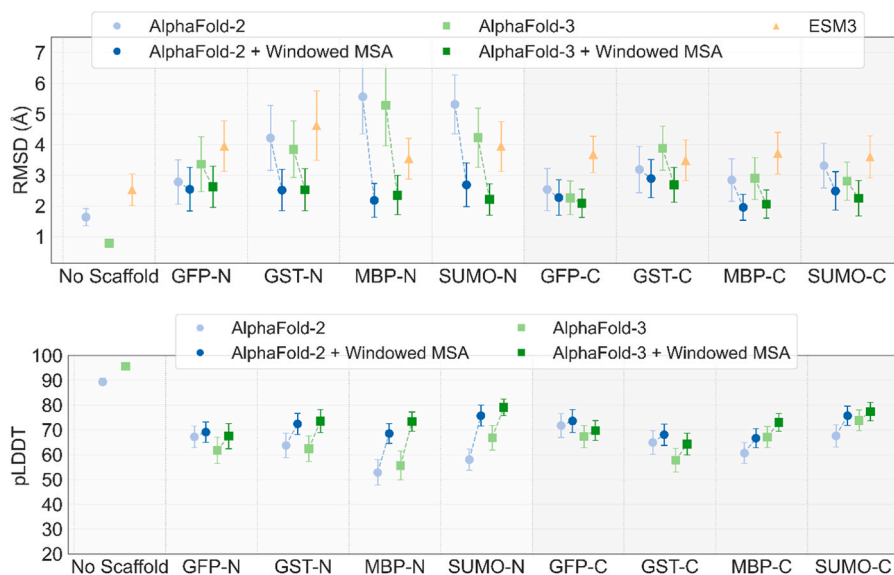 AlphaFold-2 AlphaFold-3 ESM3
AlphaFold-2 + Windowed MSA AlphaFold-3 + Windowed MSA
RMSD (Å)
7
6
5
4
3
2
1
No Scaffold GFP-N GST-N MBP-N SUMO-N GFP-C GST-C MBP-C SUMO-C
AlphaFold-2 AlphaFold-3
AlphaFold-2 + Windowed MSA AlphaFold-3 + Windowed MSA
pLDDT
100
90
80
70
60
50
40
30
20
No Scaffold GFP-N GST-N MBP-N SUMO-N GFP-C GST-C MBP-C SUMO-C